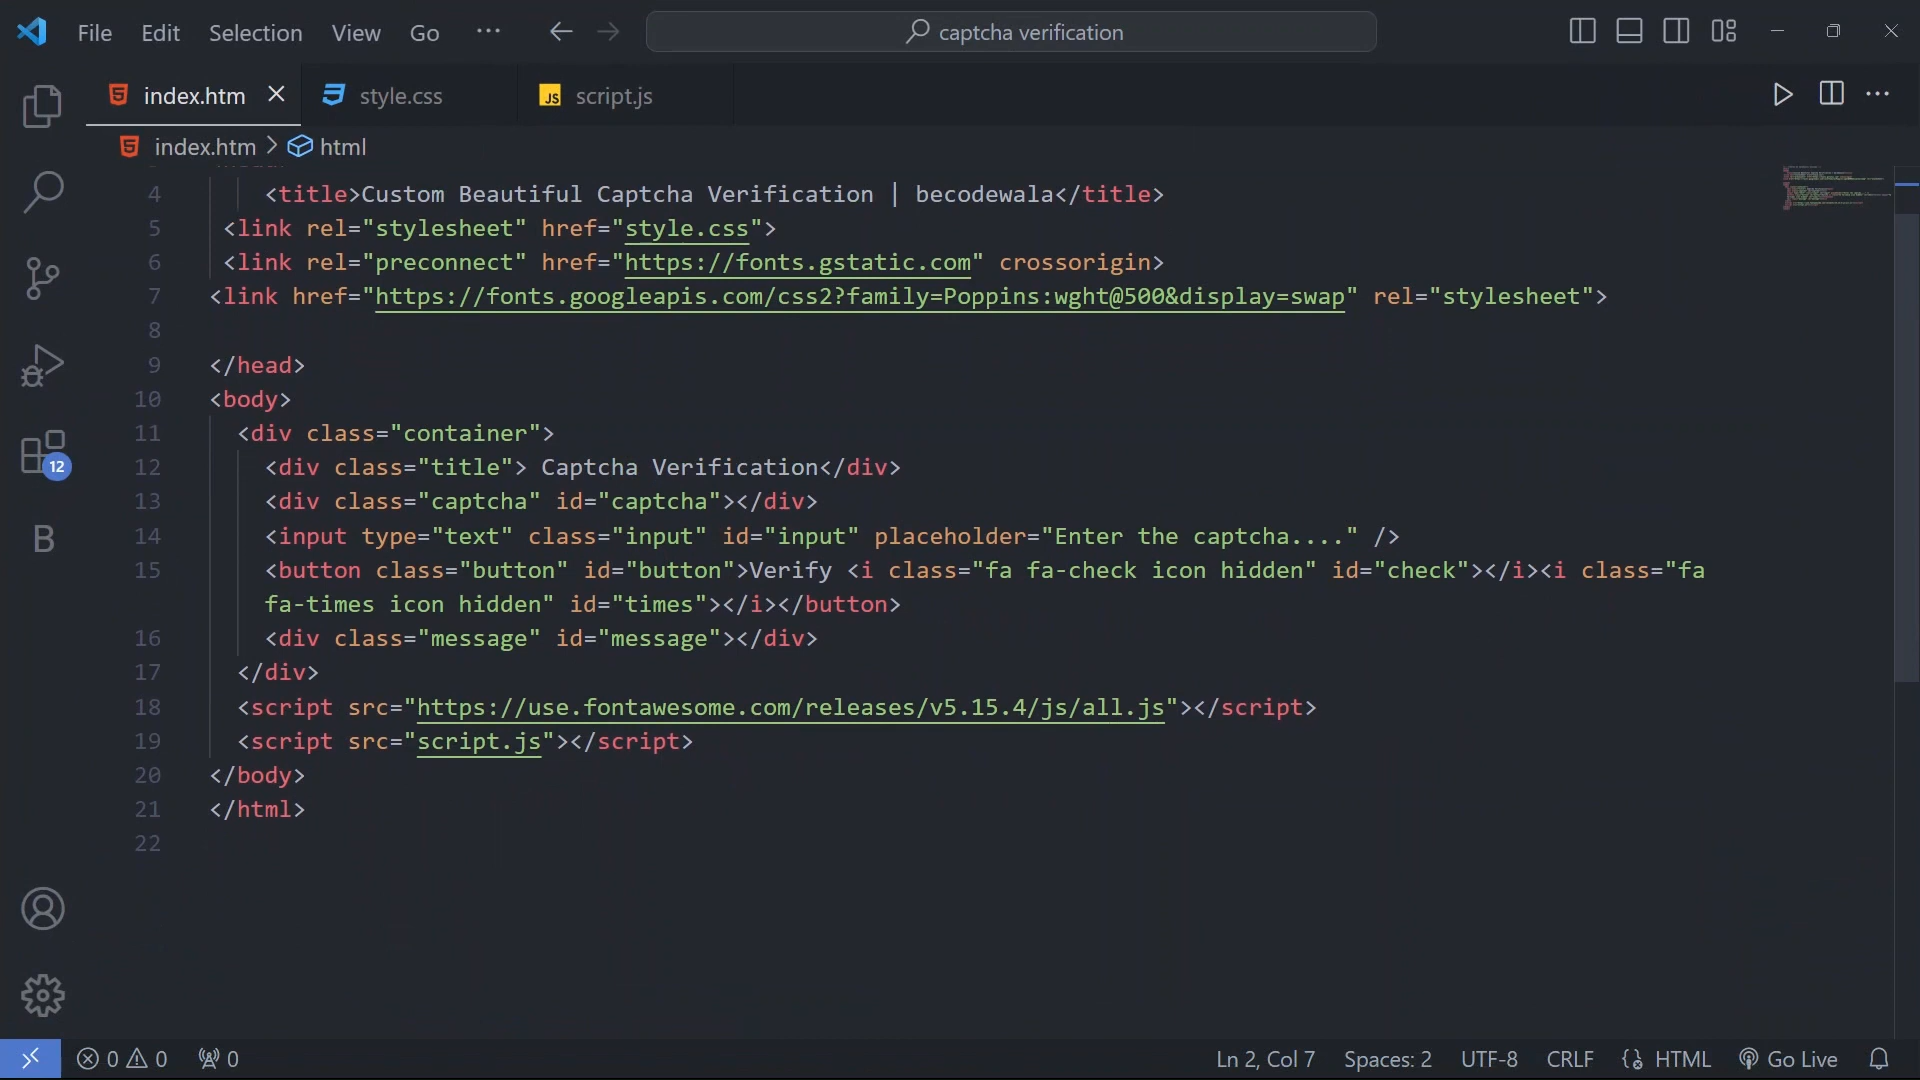 File Edit Selection View Go ··· captcha verification
index.htm style.css script.js
index.htm > html
4 <title>Custom Beautiful Captcha Verification | becodewala</title>
5 <link rel="stylesheet" href="style.css">
6 <link rel="preconnect" href="https://fonts.gstatic.com" crossorigin>
7 <link href="https://fonts.googleapis.com/css2?family=Poppins:wght@500&display=swap" rel="stylesheet">
8
9 </head>
10 <body>
11 <div class="container">
12 <div class="title"> Captcha Verification</div>
13 <div class="captcha" id="captcha"></div>
14 <input type="text" class="input" id="input" placeholder="Enter the captcha...." />
15 <button class="button" id="button">Verify <i class="fa fa-check icon hidden" id="check"></i><i class="fa
fa-times icon hidden" id="times"></i></button>
16 <div class="message" id="message"></div>
17 </div>
18 <script src="https://use.fontawesome.com/releases/v5.15.4/js/all.js"></script>
19 <script src="script.js"></script>
20 </body>
21 </html>
22
12
B
0 0 0 Ln 2, Col 7 Spaces: 2 UTF-8 CRLF HTML Go Live